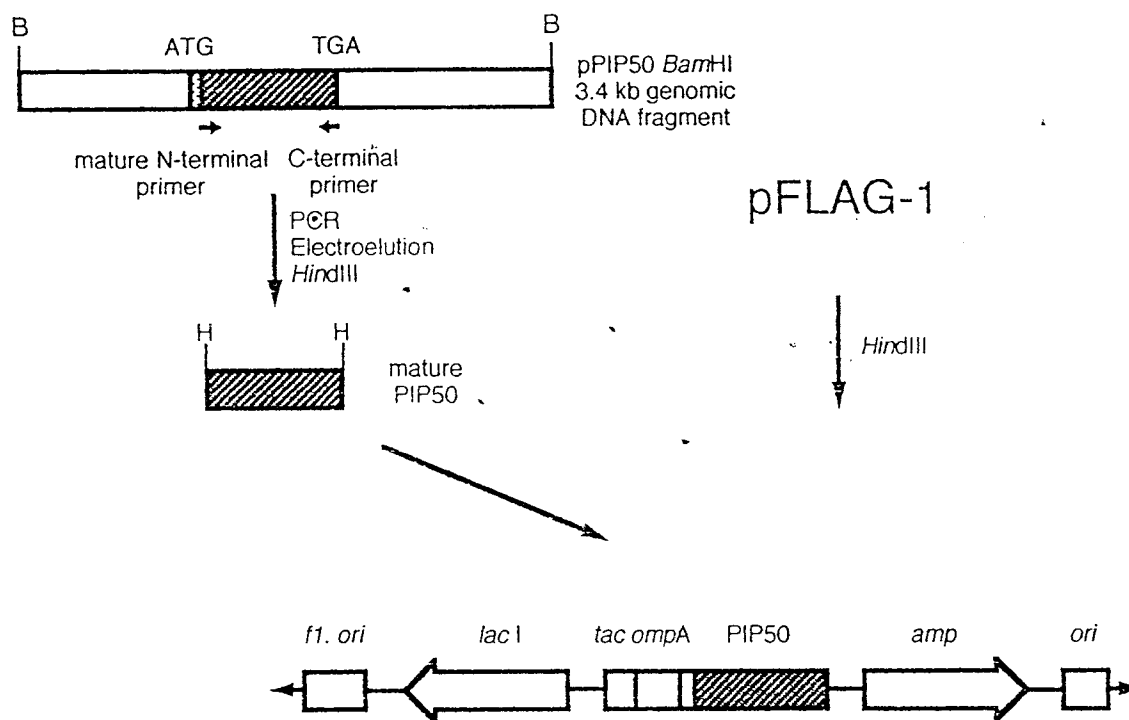 B
B
ATG
TGA
pPIP50 BamHI
3.4 kb genomic
DNA fragment
mature N-terminal
primer
C-terminal
primer
PCR
Electroelution
HindIII
pFLAG-1
HindIII
H
H
mature
PIP50
f1. ori
lac I
tac ompA
PIP50
amp
ori